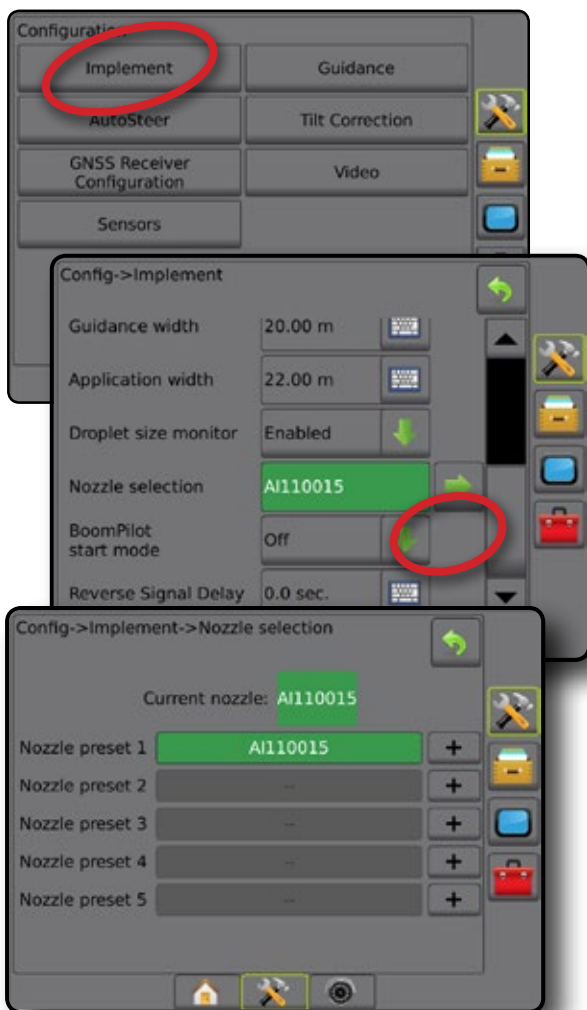 Configuration
Implement
Guidance
AutoSteer
Tilt Correction
GNSS Receiver
Configuration
Video
Sensors
Config->Implement
Guidance width
20.00 m
Application width
22.00 m
Droplet size monitor
Enabled
Nozzle selection
AI110015
BoomPilot
start mode
Off
Reverse Signal Delay
0.0 sec.
Config->Implement->Nozzle selection
Current nozzle: AI110015
Nozzle preset 1
AI110015
+
Nozzle preset 2
--
+
Nozzle preset 3
--
+
Nozzle preset 4
--
+
Nozzle preset 5
--
+